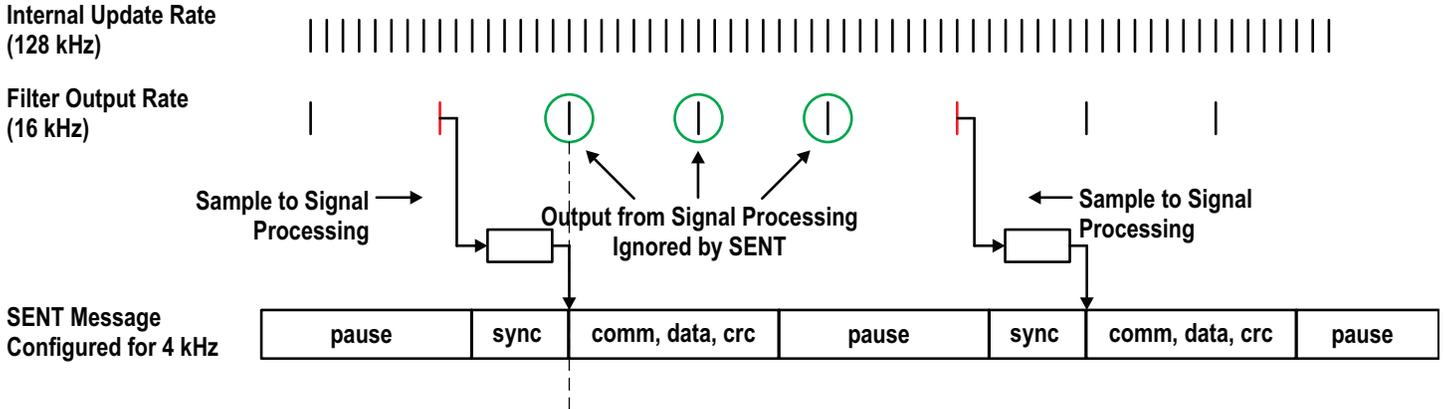 Internal Update Rate
(128 kHz)
Filter Output Rate
(16 kHz)
Sample to Signal
Processing
Output from Signal Processing
Ignored by SENT
Sample to Signal
Processing
SENT Message
Configured for 4 kHz
pause
sync
comm, data, crc
pause
sync
comm, data, crc
pause